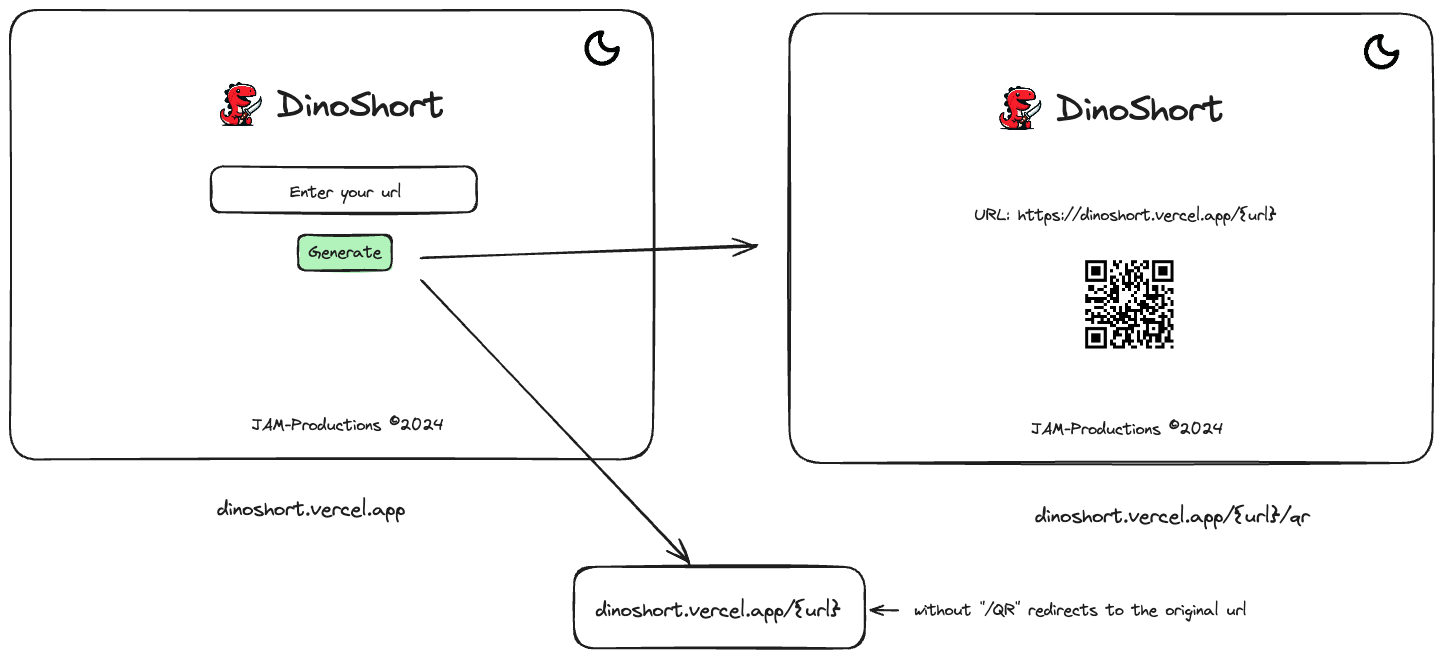 DinoShort
Enter your url
Generate
JAM-Productions ©2024
dinoshort.vercel.app
DinoShort
URL: https://dinoshort.vercel.app/{url}
JAM-Productions ©2024
dinoshort.vercel.app/{url}/qr
dinoshort.vercel.app/{url}
without "/QR" redirects to the original url